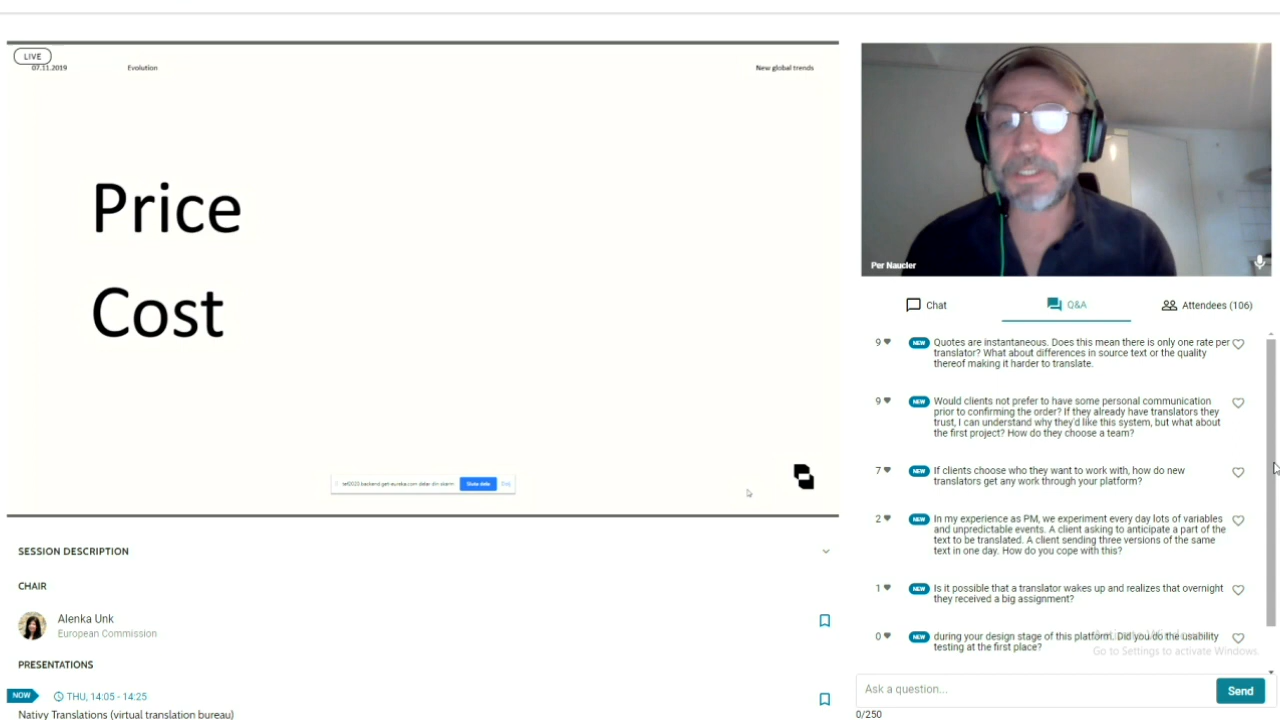 LIVE
07.11.2019
Evolution
New global trends
Price
Cost
SESSION DESCRIPTION
CHAIR
Alenka Unk
European Commission
PRESENTATIONS
NOW
THU, 14:05 - 14:25
Nativy Translations (virtual translation bureau)
Per Naucler
Chat
Q&A
Attendees (106)
9
NEW
Quotes are instantaneous. Does this mean there is only one rate per
translator? What about differences in source text or the quality
thereof making it harder to translate.
9
NEW
Would clients not prefer to have some personal communication
prior to confirming the order? If they already have translators they
trust, I can understand why they'd like this system, but what about
the first project? How do they choose a team?
7
NEW
If clients choose who they want to work with, how do new
translators get any work through your platform?
2
NEW
In my experience as PM, we experiment every day lots of variables
and unpredictable events. A client asking to anticipate a part of the
text to be translated. A client sending three versions of the same
text in one day. How do you cope with this?
1
NEW
Is it possible that a translator wakes up and realizes that overnight
they received a big assignment?
0
NEW
during your design stage of this platform. Did you do the usability
testing at the first place?
Activate Windows
Go to Settings to activate Windows.
Ask a question...
Send
0/250